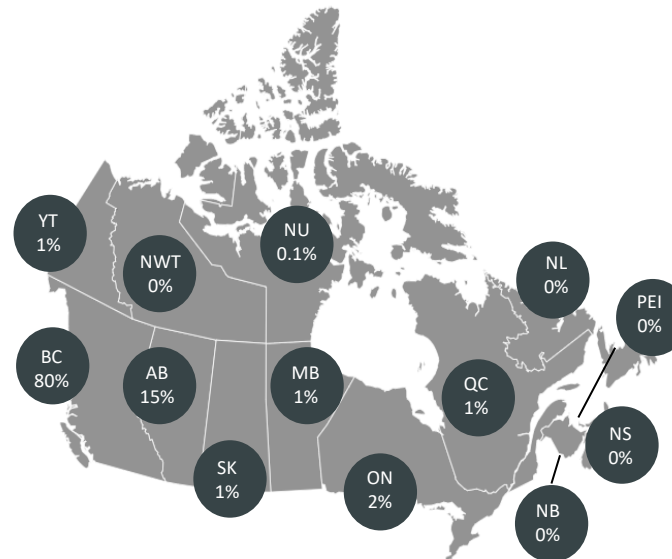 YT
1%
NWT
0%
NU
0.1%
NL
0%
PEI
0%
BC
80%
AB
15%
MB
1%
QC
1%
NS
0%
SK
1%
ON
2%
NB
0%